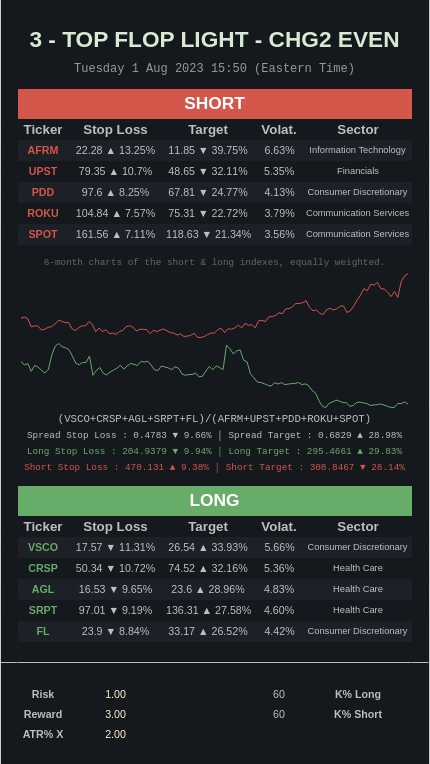 3 - TOP FLOP LIGHT - CHG2 EVEN
Tuesday 1 Aug 2023 15:50 (Eastern Time)
SHORT
Ticker Stop Loss Target Volat. Sector
AFRM 22.28 ▲ 13.25% 11.85 ▼ 39.75% 6.63% Information Technology
UPST 79.35 ▲ 10.7% 48.65 ▼ 32.11% 5.35% Financials
PDD 97.6 ▲ 8.25% 67.81 ▼ 24.77% 4.13% Consumer Discretionary
ROKU 104.84 ▲ 7.57% 75.31 ▼ 22.72% 3.79% Communication Services
SPOT 161.56 ▲ 7.11% 118.63 ▼ 21.34% 3.56% Communication Services
6-month charts of the short & long indexes, equally weighted.
(VSCO+CRSP+AGL+SRPT+FL)/(AFRM+UPST+PDD+ROKU+SPOT)
Spread Stop Loss : 0.4783 ▼ 9.66% | Spread Target : 0.6829 ▲ 28.98%
Long Stop Loss : 204.9379 ▼ 9.94% | Long Target : 295.4661 ▲ 29.83%
Short Stop Loss : 470.131 ▲ 9.38% | Short Target : 308.8467 ▼ 28.14%
LONG
Ticker Stop Loss Target Volat. Sector
VSCO 17.57 ▼ 11.31% 26.54 ▲ 33.93% 5.66% Consumer Discretionary
CRSP 50.34 ▼ 10.72% 74.52 ▲ 32.16% 5.36% Health Care
AGL 16.53 ▼ 9.65% 23.6 ▲ 28.96% 4.83% Health Care
SRPT 97.01 ▼ 9.19% 136.31 ▲ 27.58% 4.60% Health Care
FL 23.9 ▼ 8.84% 33.17 ▲ 26.52% 4.42% Consumer Discretionary
Risk 1.00 60 K% Long
Reward 3.00 60 K% Short
ATR% X 2.00